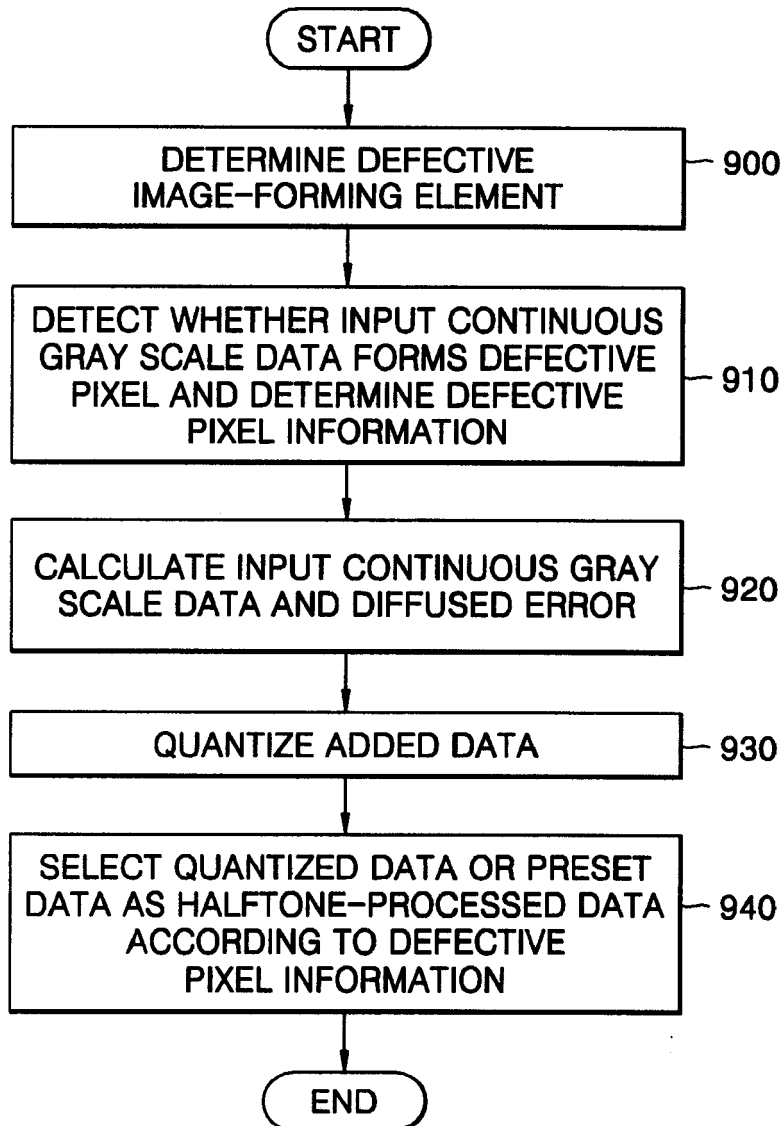 START
DETERMINE DEFECTIVE
IMAGE-FORMING ELEMENT
900
DETECT WHETHER INPUT CONTINUOUS
GRAY SCALE DATA FORMS DEFECTIVE
PIXEL AND DETERMINE DEFECTIVE
PIXEL INFORMATION
910
CALCULATE INPUT CONTINUOUS GRAY
SCALE DATA AND DIFFUSED ERROR
920
QUANTIZE ADDED DATA
930
SELECT QUANTIZED DATA OR PRESET
DATA AS HALFTONE-PROCESSED DATA
ACCORDING TO DEFECTIVE
PIXEL INFORMATION
940
END